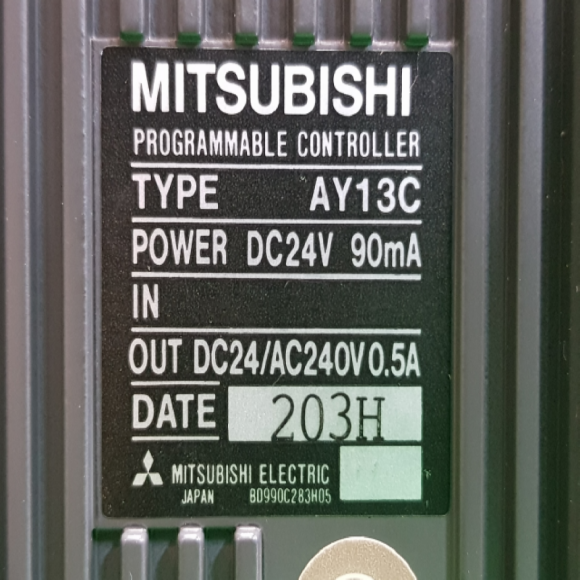 MITSUBISHI
PROGRAMMABLE CONTROLLER
TYPE AY13C
POWER DC24V 90mA
IN
OUT DC24/AC240V 0.5A
DATE 203H
MITSUBISHI ELECTRIC
JAPAN BD990C283H05